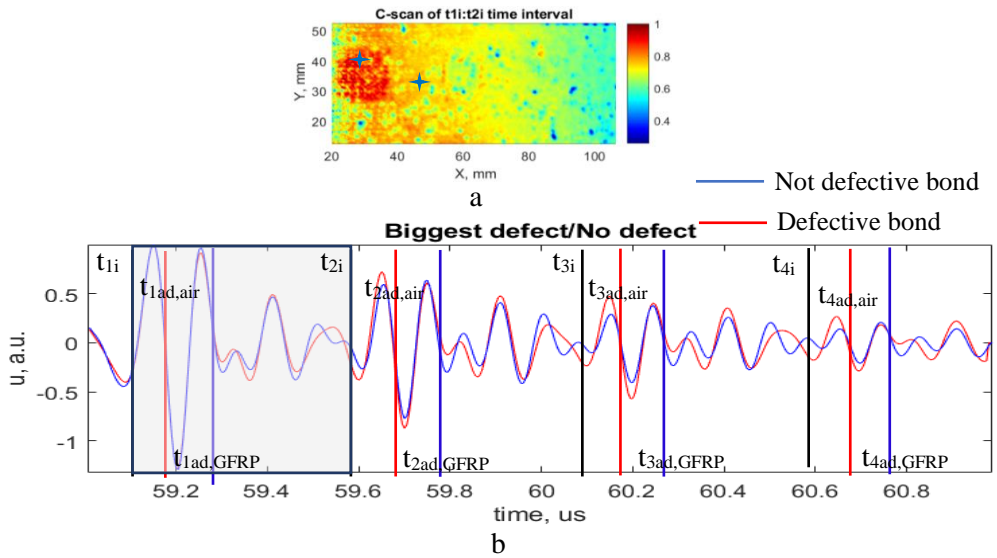 C-scan of t1i:t2i time interval
50
40
30
20
Y, mm
20
40
60
80
100
X, mm
1
0.8
0.6
0.4
a
Not defective bond
Defective bond
Biggest defect/No defect
t1i
t2i
t3i
t4i
t1ad,air
t2ad,air
t3ad,air
t4ad,air
0.5
0
-0.5
-1
u, a.u.
t1ad,GFRP
t2ad,GFRP
t3ad,GFRP
t4ad,GFRP
59.2
59.4
59.6
59.8
60
60.2
60.4
60.6
60.8
time, us
b